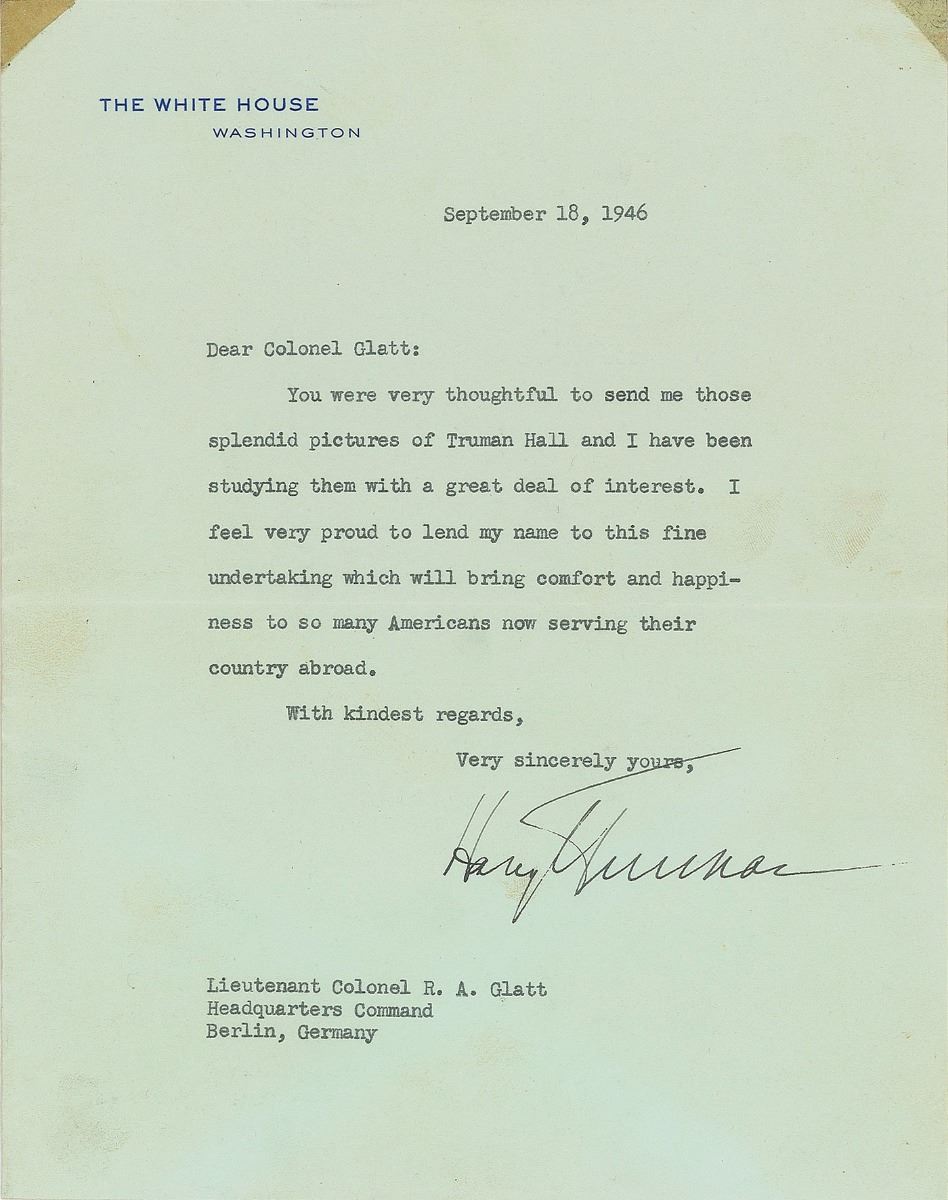 THE WHITE HOUSE
WASHINGTON
September 18, 1946
Dear Colonel Glatt:
You were very thoughtful to send me those
splendid pictures of Truman Hall and I have been
studying them with a great deal of interest. I
feel very proud to lend my name to this fine
undertaking which will bring comfort and happi-
ness to so many Americans now serving their
country abroad.
With kindest regards,
Very sincerely yours,
Harry Truman
Lieutenant Colonel R. A. Glatt
Headquarters Command
Berlin, Germany